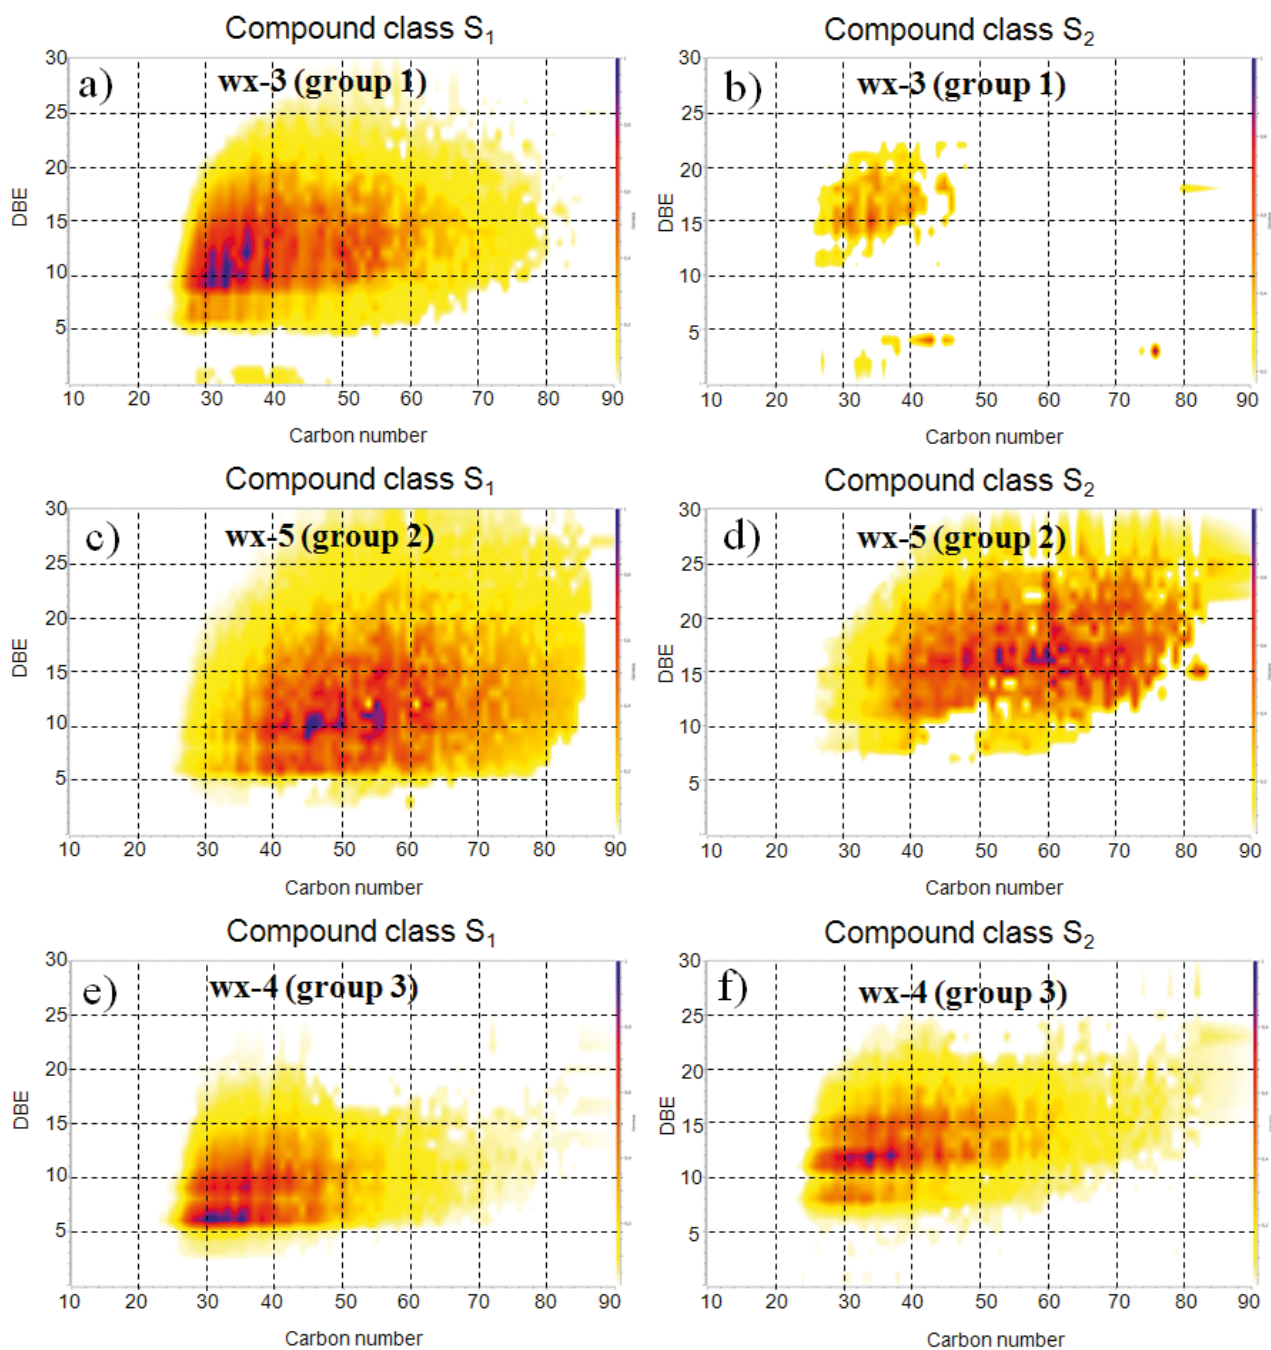 Compound class S₁
a)
wx-3 (group 1)
30
25
20
15
10
5
DBE
10 20 30 40 50 60 70 80 90
Carbon number
Compound class S₂
b)
wx-3 (group 1)
30
25
20
15
10
5
DBE
10 20 30 40 50 60 70 80 90
Carbon number
Compound class S₁
c)
wx-5 (group 2)
30
25
20
15
10
5
DBE
10 20 30 40 50 60 70 80 90
Carbon number
Compound class S₂
d)
wx-5 (group 2)
30
25
20
15
10
5
DBE
10 20 30 40 50 60 70 80 90
Carbon number
Compound class S₁
e)
wx-4 (group 3)
30
25
20
15
10
5
DBE
10 20 30 40 50 60 70 80 90
Carbon number
Compound class S₂
f)
wx-4 (group 3)
30
25
20
15
10
5
DBE
10 20 30 40 50 60 70 80 90
Carbon number